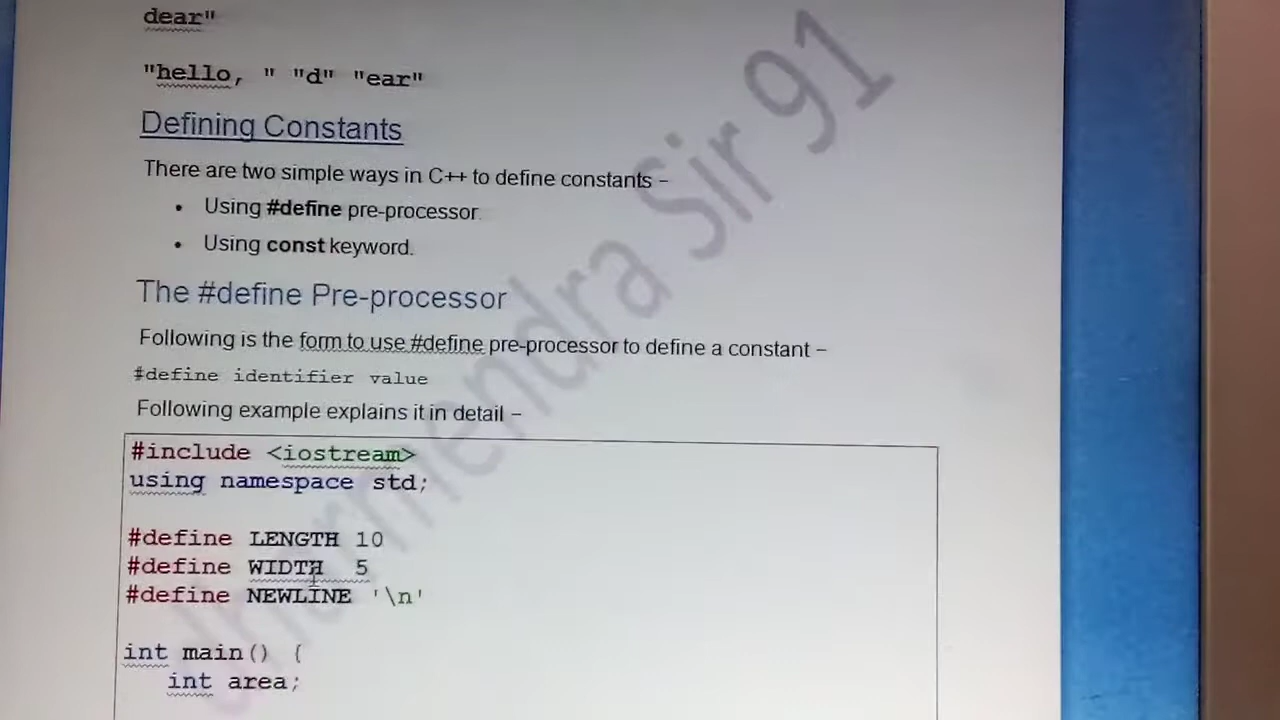 dear"
"hello, " "d" "ear"
Defining Constants
There are two simple ways in C++ to define constants –
• Using #define pre-processor.
• Using const keyword.
The #define Pre-processor
Following is the form to use #define pre-processor to define a constant –
#define identifier value
Following example explains it in detail –
#include <iostream>
using namespace std;
#define LENGTH 10
#define WIDTH  5
#define NEWLINE '\n'
int main() {
int area;
dharmendra Sir 91